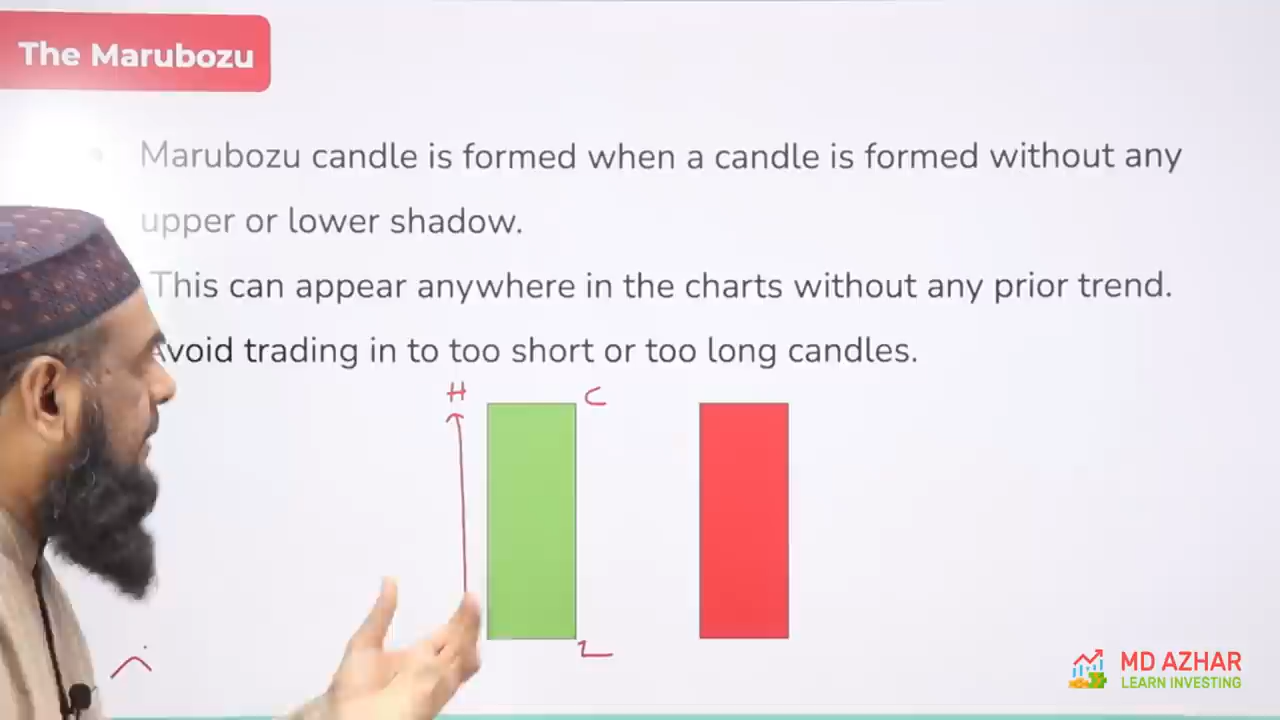 The Marubozu
Marubozu candle is formed when a candle is formed without any
upper or lower shadow.
This can appear anywhere in the charts without any prior trend.
Avoid trading in to too short or too long candles.
H
C
L
MD AZHAR
LEARN INVESTING